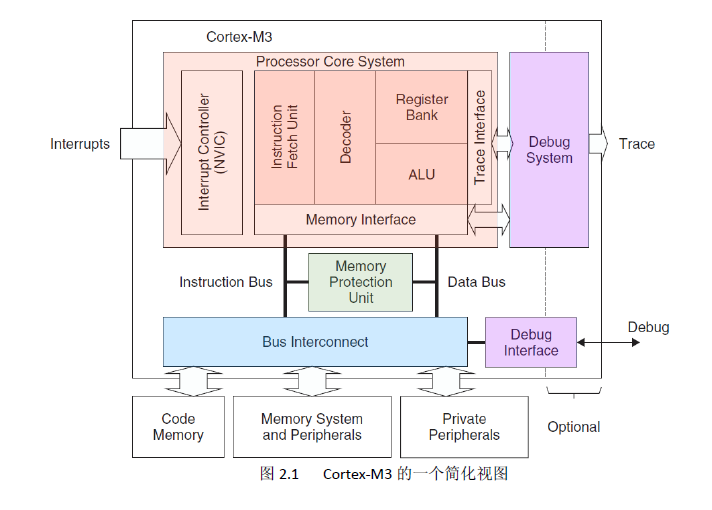 Cortex-M3
Processor Core System
Interrupts
Interrupt Controller
(NVIC)
Instruction
Fetch Unit
Decoder
Register
Bank
ALU
Trace Interface
Memory Interface
Debug
System
Trace
Instruction Bus
Memory
Protection
Unit
Data Bus
Bus Interconnect
Debug
Interface
Debug
Code
Memory
Memory System
and Peripherals
Private
Peripherals
Optional
图 2.1 Cortex-M3 的一个简化视图